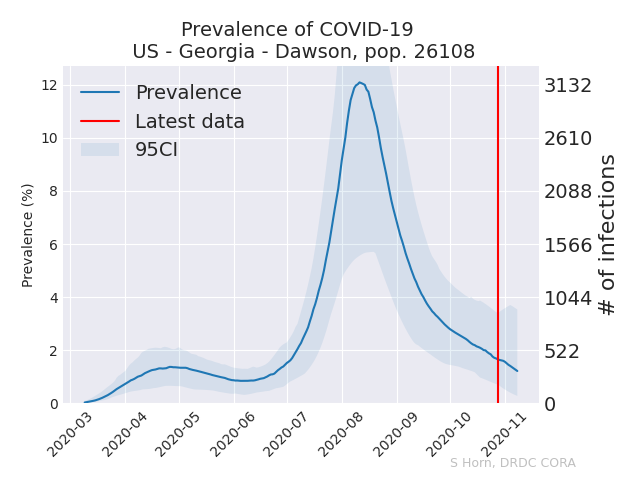 Prevalence of COVID-19
US - Georgia - Dawson, pop. 26108
Prevalence
Latest data
95CI
Prevalence (%)
12
10
8
6
4
2
0
3132
2610
2088
1566
1044
522
0
# of infections
2020-03
2020-04
2020-05
2020-06
2020-07
2020-08
2020-09
2020-10
2020-11
S Horn, DRDC CORA